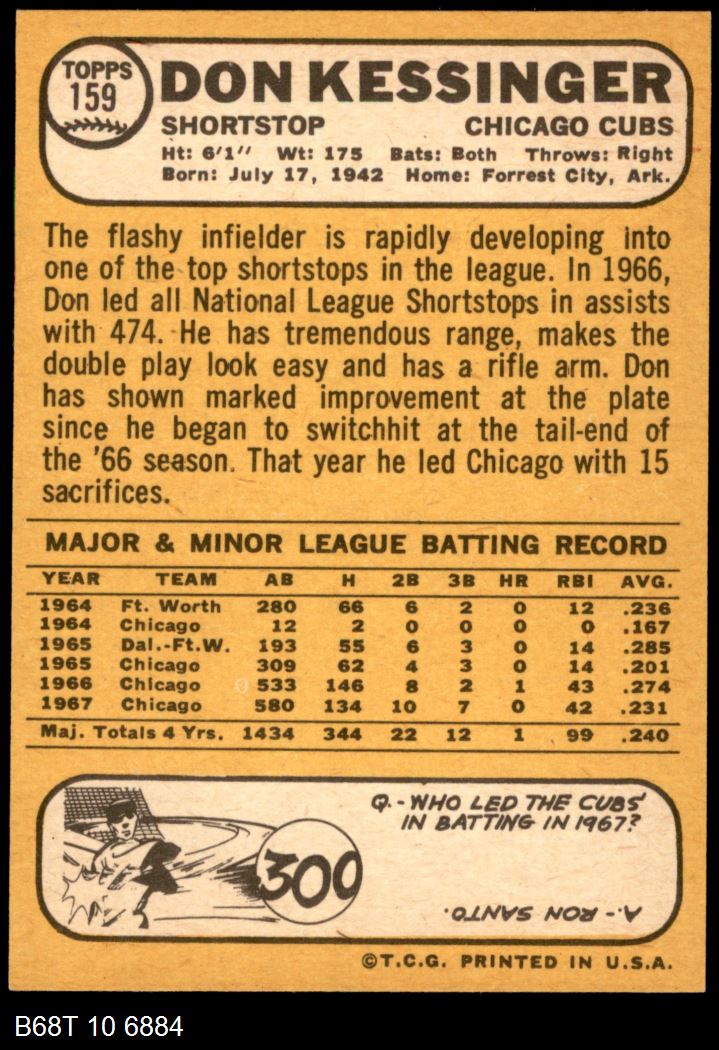 TOPPS
159
DON KESSINGER
SHORTSTOP CHICAGO CUBS
Ht: 6'1" Wt: 175 Bats: Both Throws: Right
Born: July 17, 1942 Home: Forrest City, Ark.
The flashy infielder is rapidly developing into
one of the top shortstops in the league. In 1966,
Don led all National League Shortstops in assists
with 474. He has tremendous range, makes the
double play look easy and has a rifle arm. Don
has shown marked improvement at the plate
since he began to switchhit at the tail-end of
the '66 season. That year he led Chicago with 15
sacrifices.
MAJOR & MINOR LEAGUE BATTING RECORD
YEAR TEAM AB H 2B 3B HR RBI AVG.
1964 Ft. Worth 280 66 6 2 0 12 .236
1964 Chicago 12 2 0 0 0 0 .167
1965 Dal.-Ft.W. 193 55 6 3 0 14 .285
1965 Chicago 309 62 4 3 0 14 .201
1966 Chicago 533 146 8 2 1 43 .274
1967 Chicago 580 134 10 7 0 42 .231
Maj. Totals 4 Yrs. 1434 344 22 12 1 99 .240
300
Q.-WHO LED THE CUBS'
IN BATTING IN 1967?
A.- RON SANTO.
©T.C.G. PRINTED IN U.S.A.
B68T 10 6884